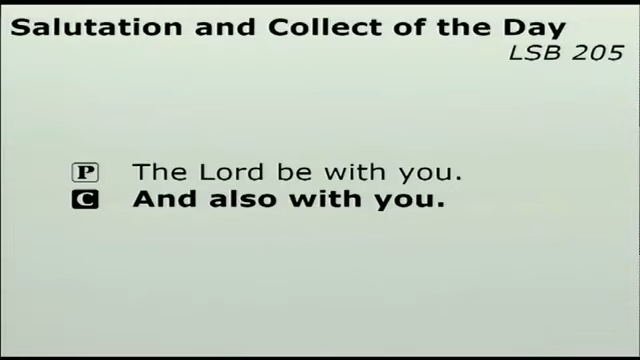 Salutation and Collect of the Day
LSB 205
P The Lord be with you.
C And also with you.